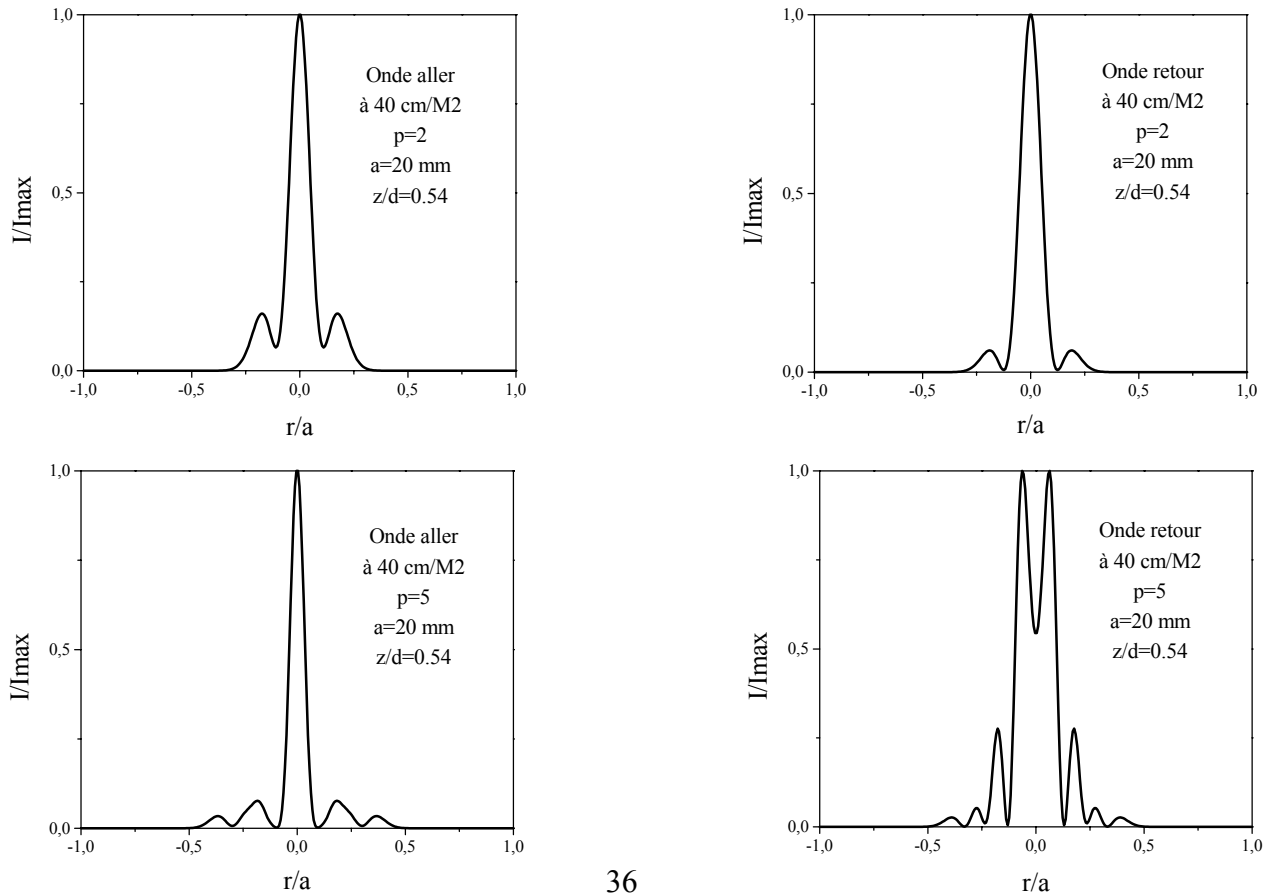 1,0
0,5
0,0
-1,0 -0,5 0,0 0,5 1,0
I/Imax
r/a
Onde aller
à 40 cm/M2
p=2
a=20 mm
z/d=0.54
1,0
0,5
0,0
-1,0 -0,5 0,0 0,5 1,0
I/Imax
r/a
Onde retour
à 40 cm/M2
p=2
a=20 mm
z/d=0.54
1,0
0,5
0,0
-1,0 -0,5 0,0 0,5 1,0
I/Imax
r/a
Onde aller
à 40 cm/M2
p=5
a=20 mm
z/d=0.54
1,0
0,5
0,0
-1,0 -0,5 0,0 0,5 1,0
I/Imax
r/a
Onde retour
à 40 cm/M2
p=5
a=20 mm
z/d=0.54
36